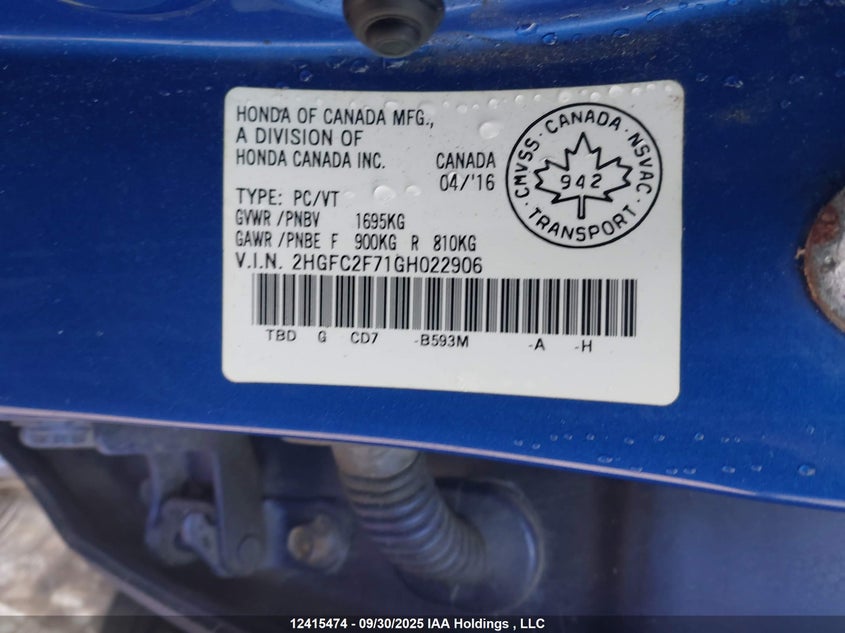 HONDA OF CANADA MFG.,
A DIVISION OF
HONDA CANADA INC. CANADA
04/'16
TYPE: PC/VT
GVWR /PNBV 1695KG
GAWR /PNBE F 900KG R 810KG
V.I.N. 2HGFC2F71GH022906
TBD G CD7 -B593M -A -H
CMVSS · CANADA · NSVAC · TRANSPORT ·
942
12415474 - 09/30/2025 IAA Holdings , LLC